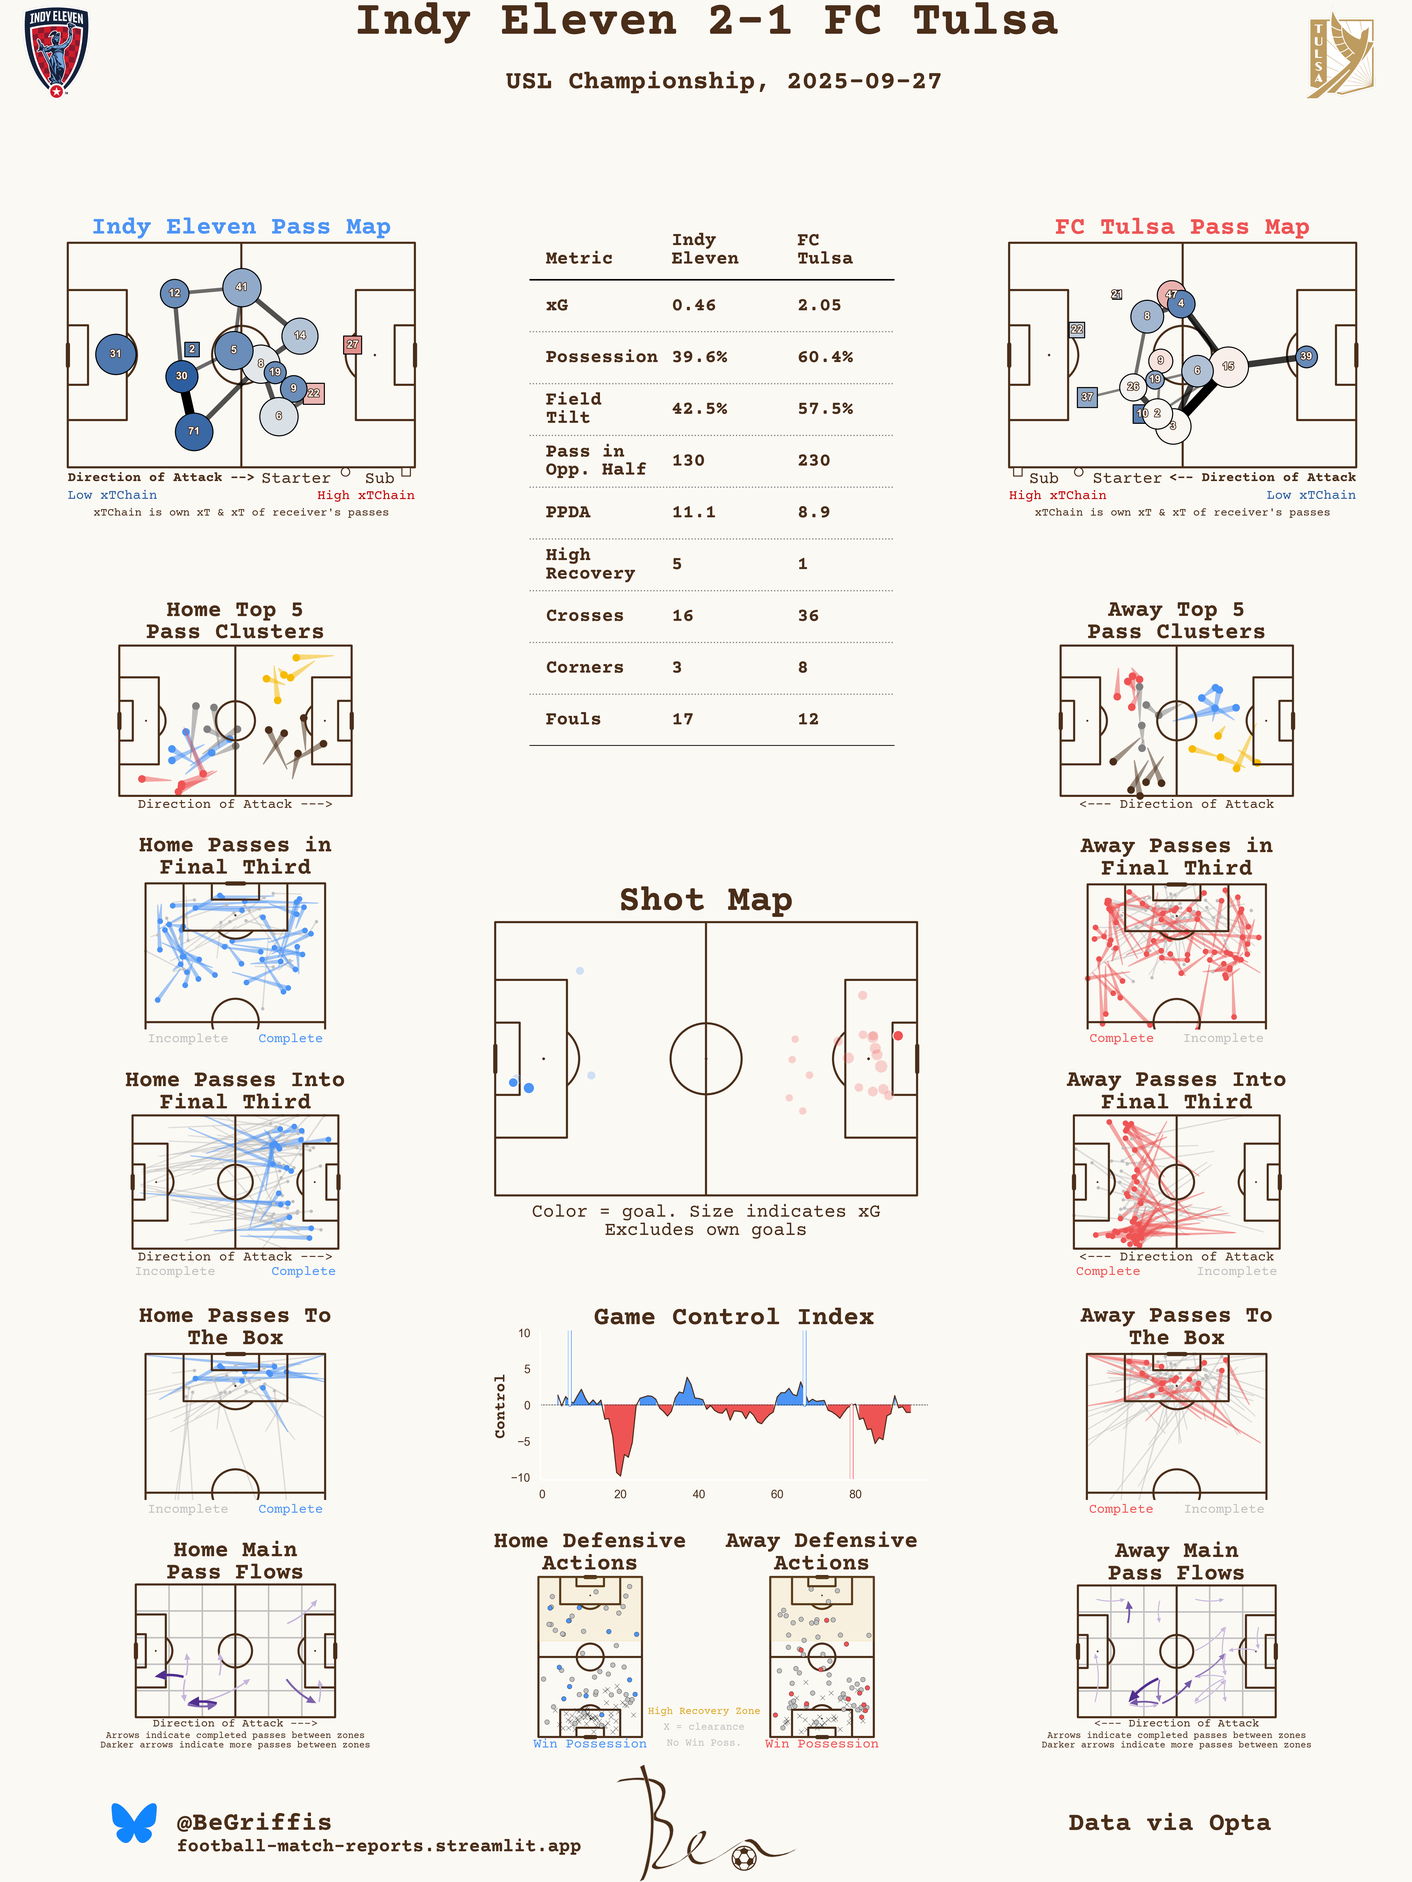 Indy Eleven 2-1 FC Tulsa
USL Championship, 2025-09-27
INDY ELEVEN
TULSA
Indy Eleven Pass Map
12
41
14
31
2
5
8
27
30
19
9
22
6
71
Direction of Attack --> Starter Sub
Low xTChain High xTChain
xTChain is own xT & xT of receiver's passes
Metric Indy Eleven FC Tulsa
xG 0.46 2.05
Possession 39.6% 60.4%
Field Tilt 42.5% 57.5%
Pass in Opp. Half 130 230
PPDA 11.1 8.9
High Recovery 5 1
Crosses 16 36
Corners 3 8
Fouls 17 12
FC Tulsa Pass Map
21
47
4
8
22
9
39
15
6
19
26
37
10
2
3
Sub Starter <-- Direction of Attack
High xTChain Low xTChain
xTChain is own xT & xT of receiver's passes
Home Top 5
Pass Clusters
Direction of Attack --->
Away Top 5
Pass Clusters
<--- Direction of Attack
Home Passes in
Final Third
Incomplete Complete
Away Passes in
Final Third
Complete Incomplete
Shot Map
Color = goal. Size indicates xG
Excludes own goals
Home Passes Into
Final Third
Direction of Attack --->
Incomplete Complete
Away Passes Into
Final Third
<--- Direction of Attack
Complete Incomplete
Home Passes To
The Box
Incomplete Complete
Game Control Index
Control
10
5
0
−5
−10
0 20 40 60 80
Away Passes To
The Box
Complete Incomplete
Home Main
Pass Flows
Direction of Attack --->
Arrows indicate completed passes between zones
Darker arrows indicate more passes between zones
Home Defensive
Actions
Win Possession
Away Defensive
Actions
Win Possession
High Recovery Zone
X = clearance
No Win Poss.
Away Main
Pass Flows
<--- Direction of Attack
Arrows indicate completed passes between zones
Darker arrows indicate more passes between zones
@BeGriffis
football-match-reports.streamlit.app
Ben
Data via Opta